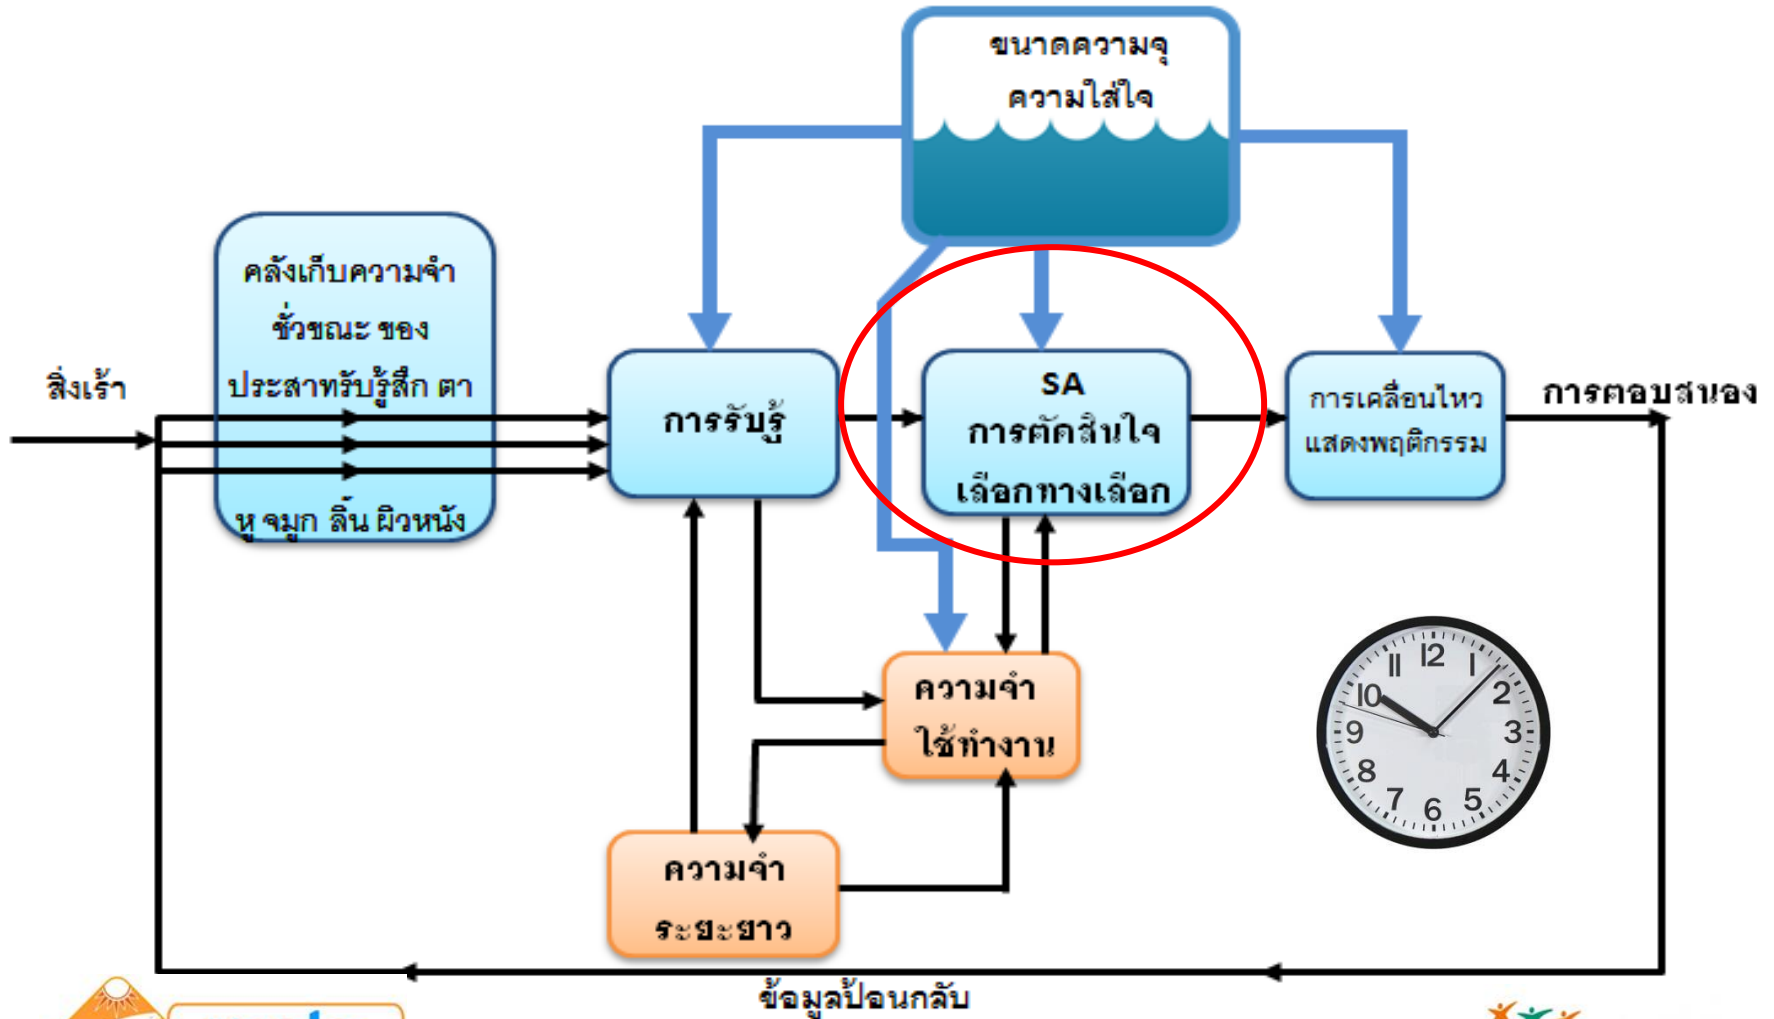 ขนาดความจุ
ความใส่ใจ
คลังเก็บความจำ
ชั่วขณะ ของ
ประสาทรับรู้สึก ตา
หู จมูก ลิ้น ผิวหนัง
สิ่งเร้า
การรับรู้
SA
การตัดสินใจ
เลือกทางเลือก
การเคลื่อนไหว
แสดงพฤติกรรม
การตอบสนอง
ความจำ
ใช้ทำงาน
ความจำ
ระยะยาว
12
1
2
3
4
5
6
7
8
9
10
11
ข้อมูลป้อนกลับ